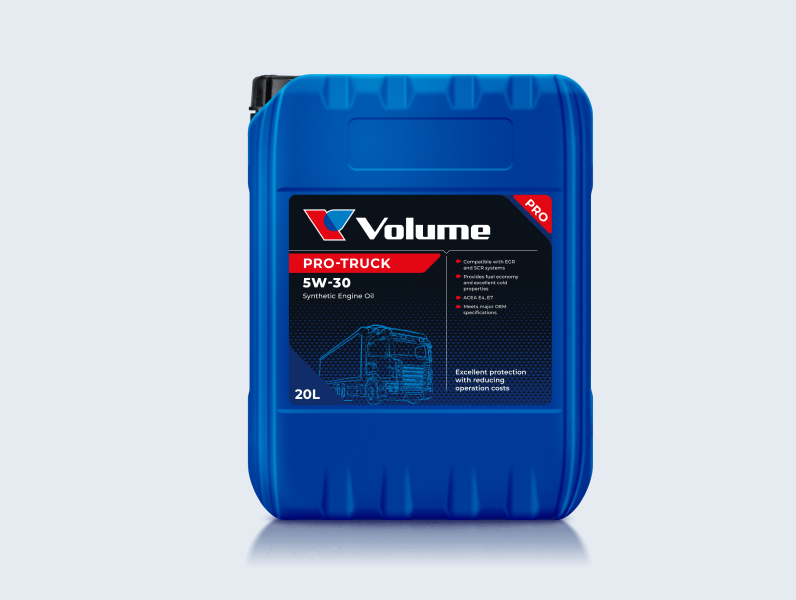 PRO
Volume
PRO-TRUCK
5W-30
Synthetic Engine Oil
Compatible with EGR
and SCR systems
Provides fuel economy
and excellent cold
properties
ACEA E4, E7
Meets major OEM
specifications
Excellent protection
with reducing
operation costs
20L